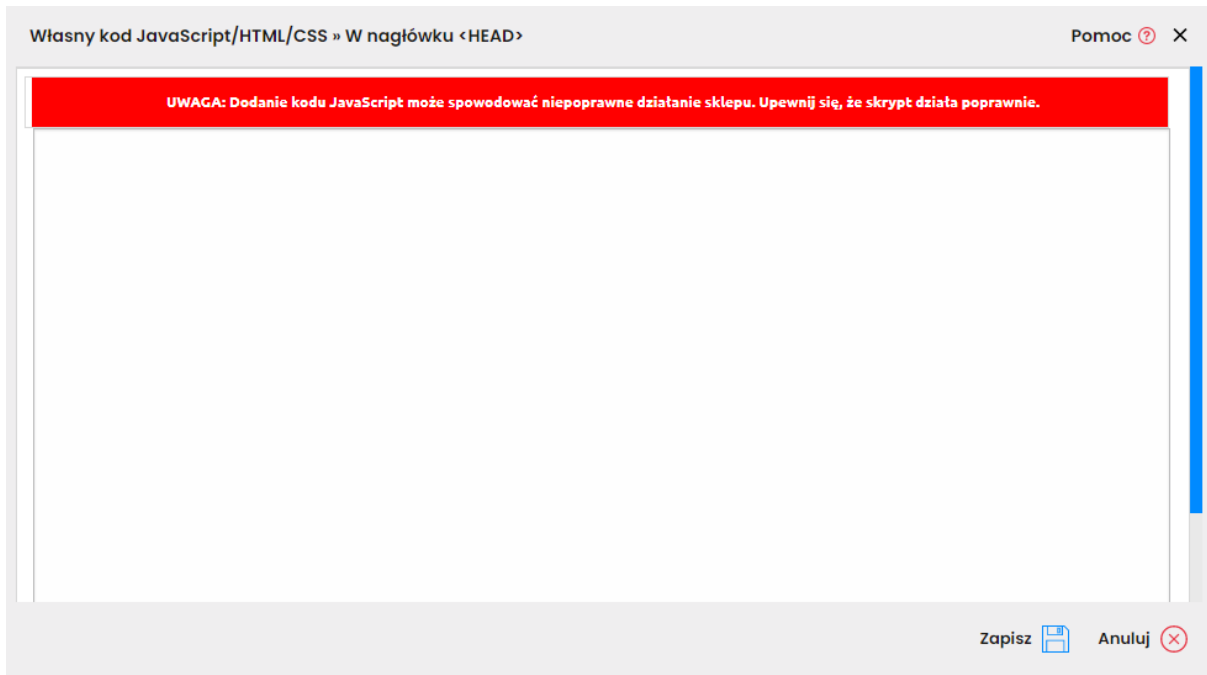 Własny kod JavaScript/HTML/CSS » W nagłówku <HEAD>
Pomoc ?
UWAGA: Dodanie kodu JavaScript może spowodować niepoprawne działanie sklepu. Upewnij się, że skrypt działa poprawnie.
Zapisz
Anuluj